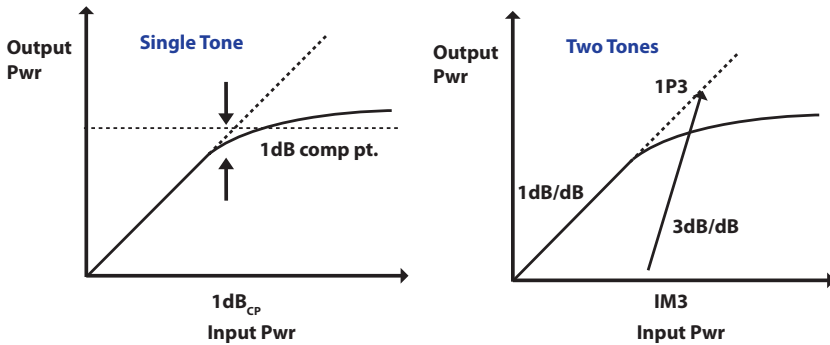 Output
Pwr
Single Tone
1dB comp pt.
1dBCP
Input Pwr
Output
Pwr
Two Tones
1P3
1dB/dB
3dB/dB
IM3
Input Pwr